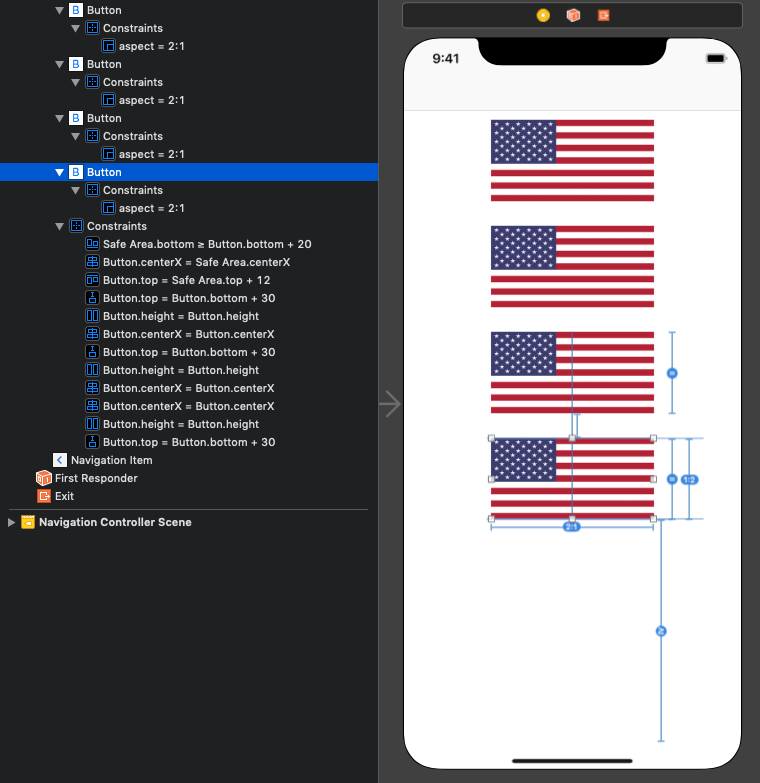 Button
Constraints
aspect = 2:1
Button
Constraints
aspect = 2:1
Button
Constraints
aspect = 2:1
B Button
Constraints
aspect = 2:1
Constraints
Safe Area.bottom ≥ Button.bottom + 20
Button.centerX = Safe Area.centerX
Button.top = Safe Area.top + 12
Button.top = Button.bottom + 30
Button.height = Button.height
Button.centerX = Button.centerX
Button.top = Button.bottom + 30
Button.height = Button.height
Button.centerX = Button.centerX
Button.centerX = Button.centerX
Button.height = Button.height
Button.top = Button.bottom + 30
Navigation Item
First Responder
Exit
Navigation Controller Scene
9:41
1:2
2:1